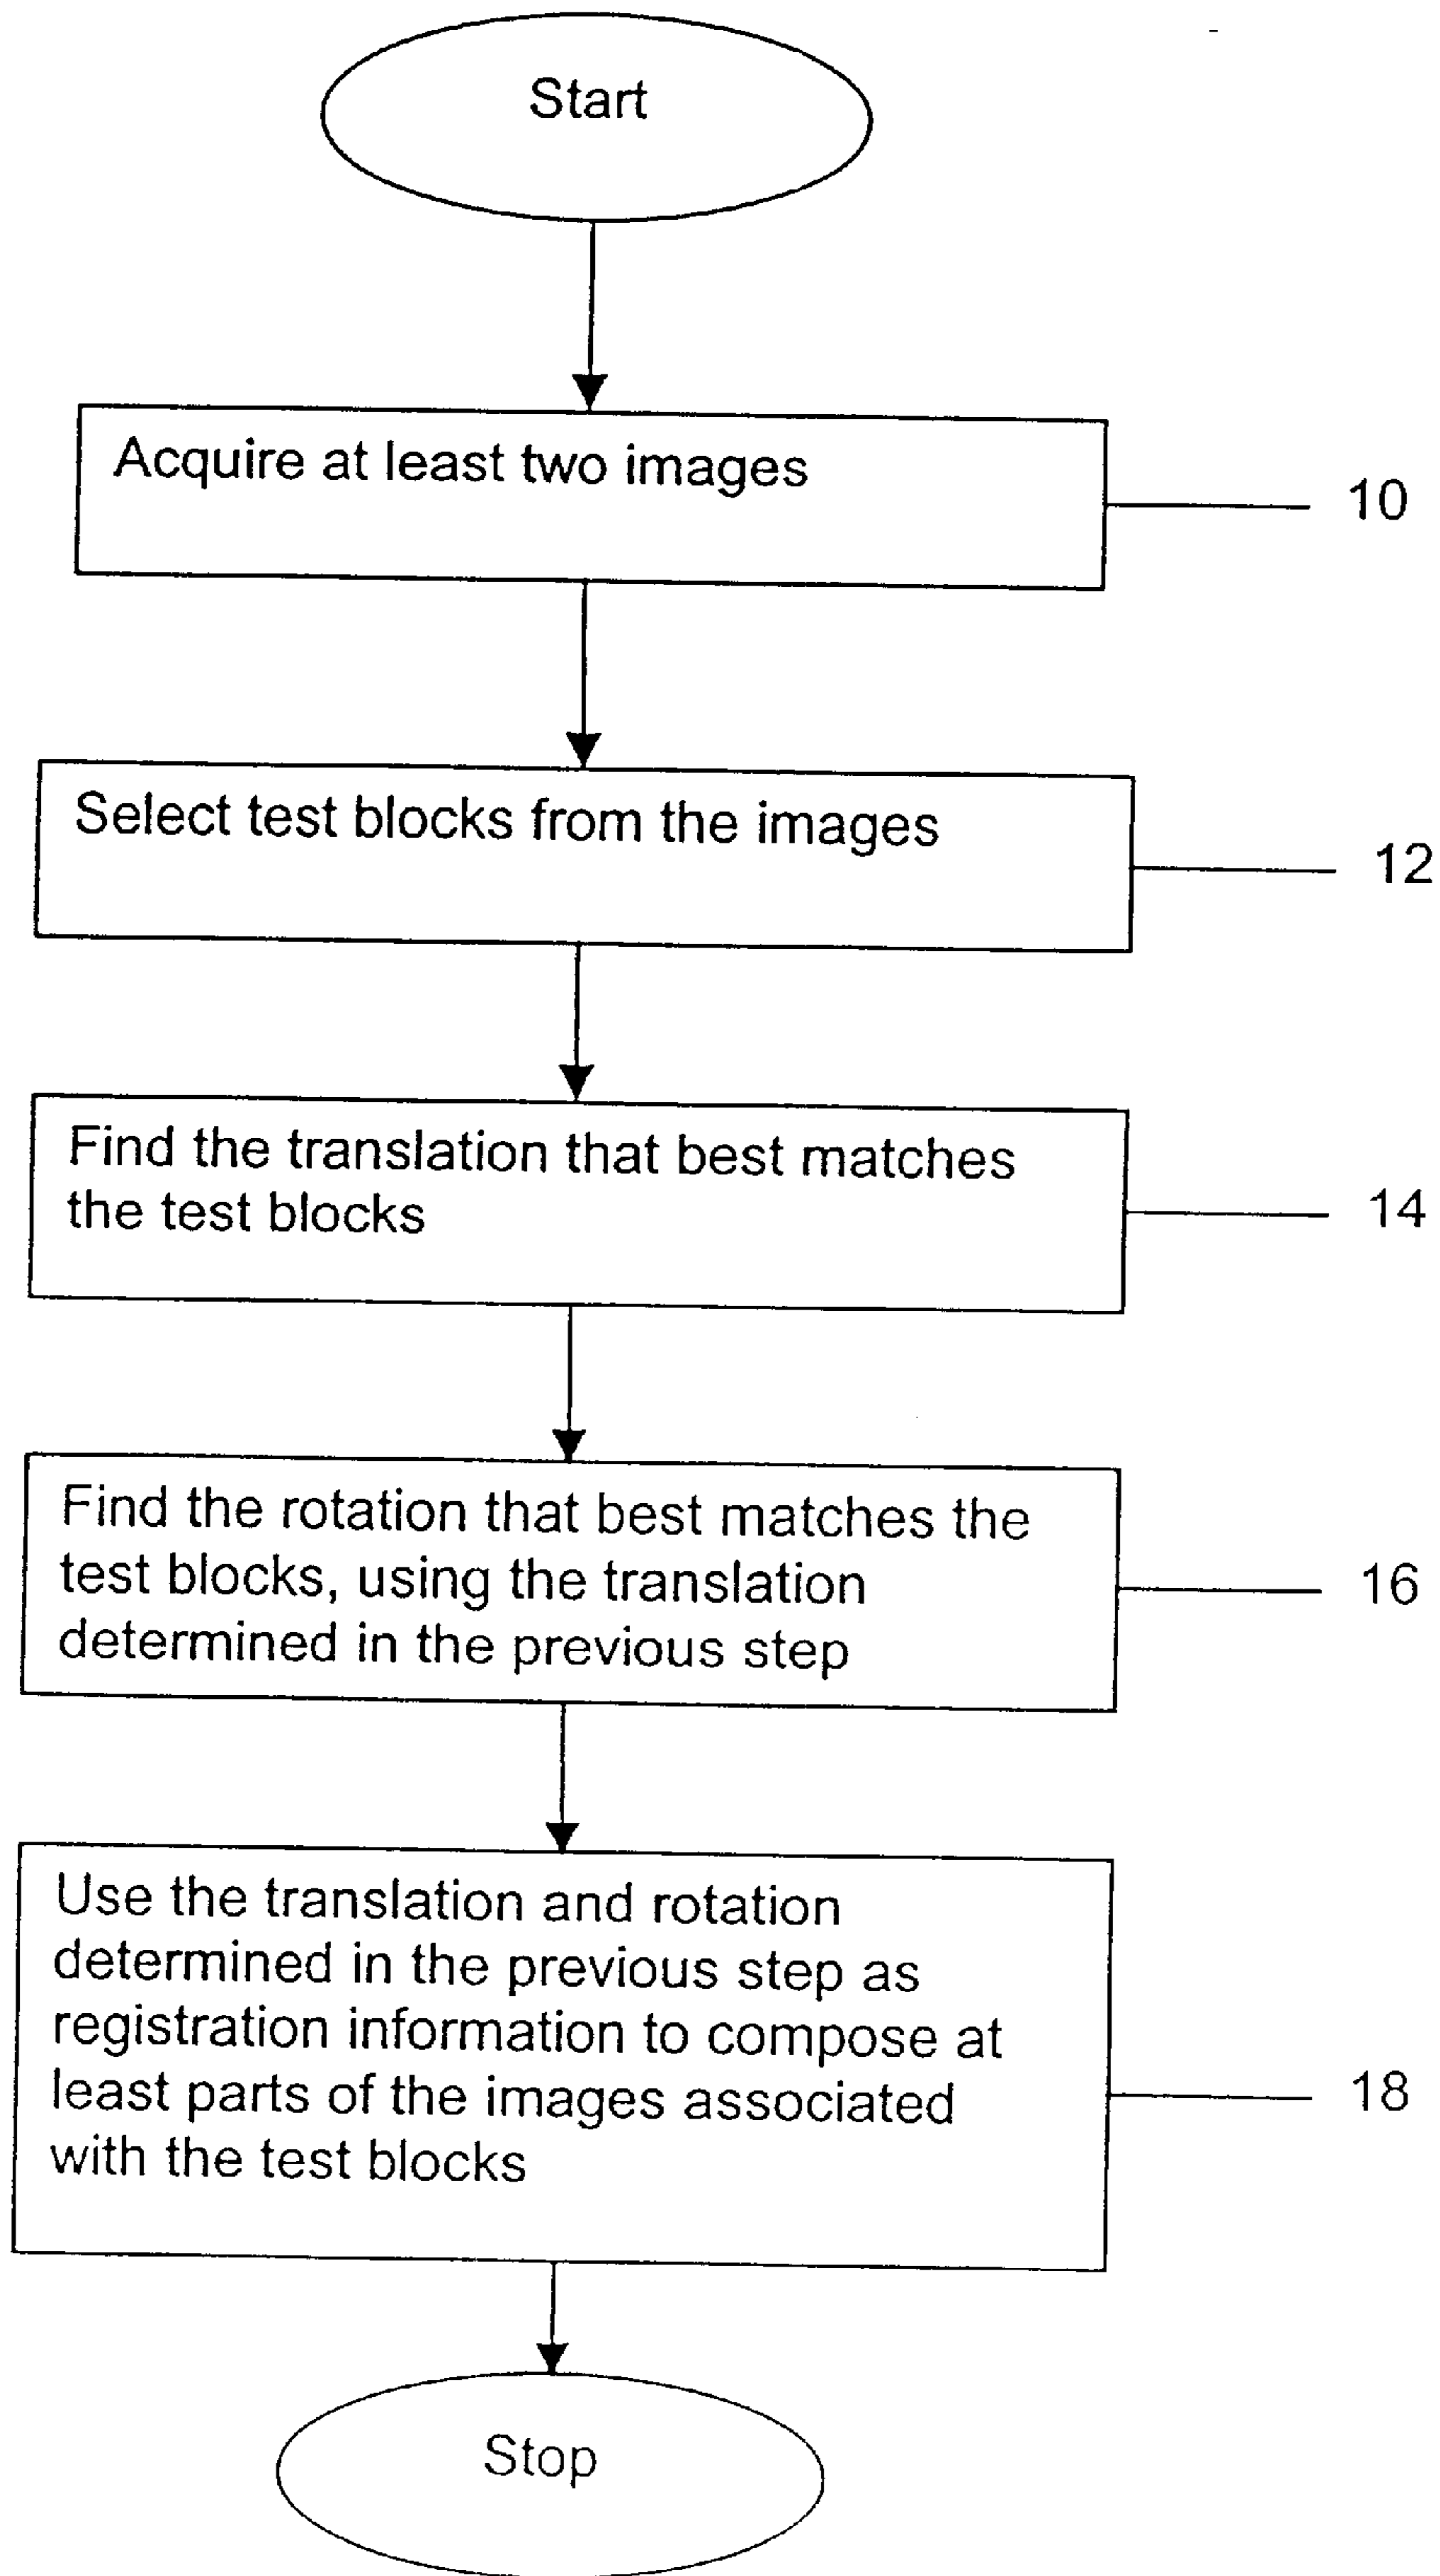 Start
Acquire at least two images
10
Select test blocks from the images
12
Find the translation that best matches
the test blocks
14
Find the rotation that best matches the
test blocks, using the translation
determined in the previous step
16
Use the translation and rotation
determined in the previous step as
registration information to compose at
least parts of the images associated
with the test blocks
18
Stop